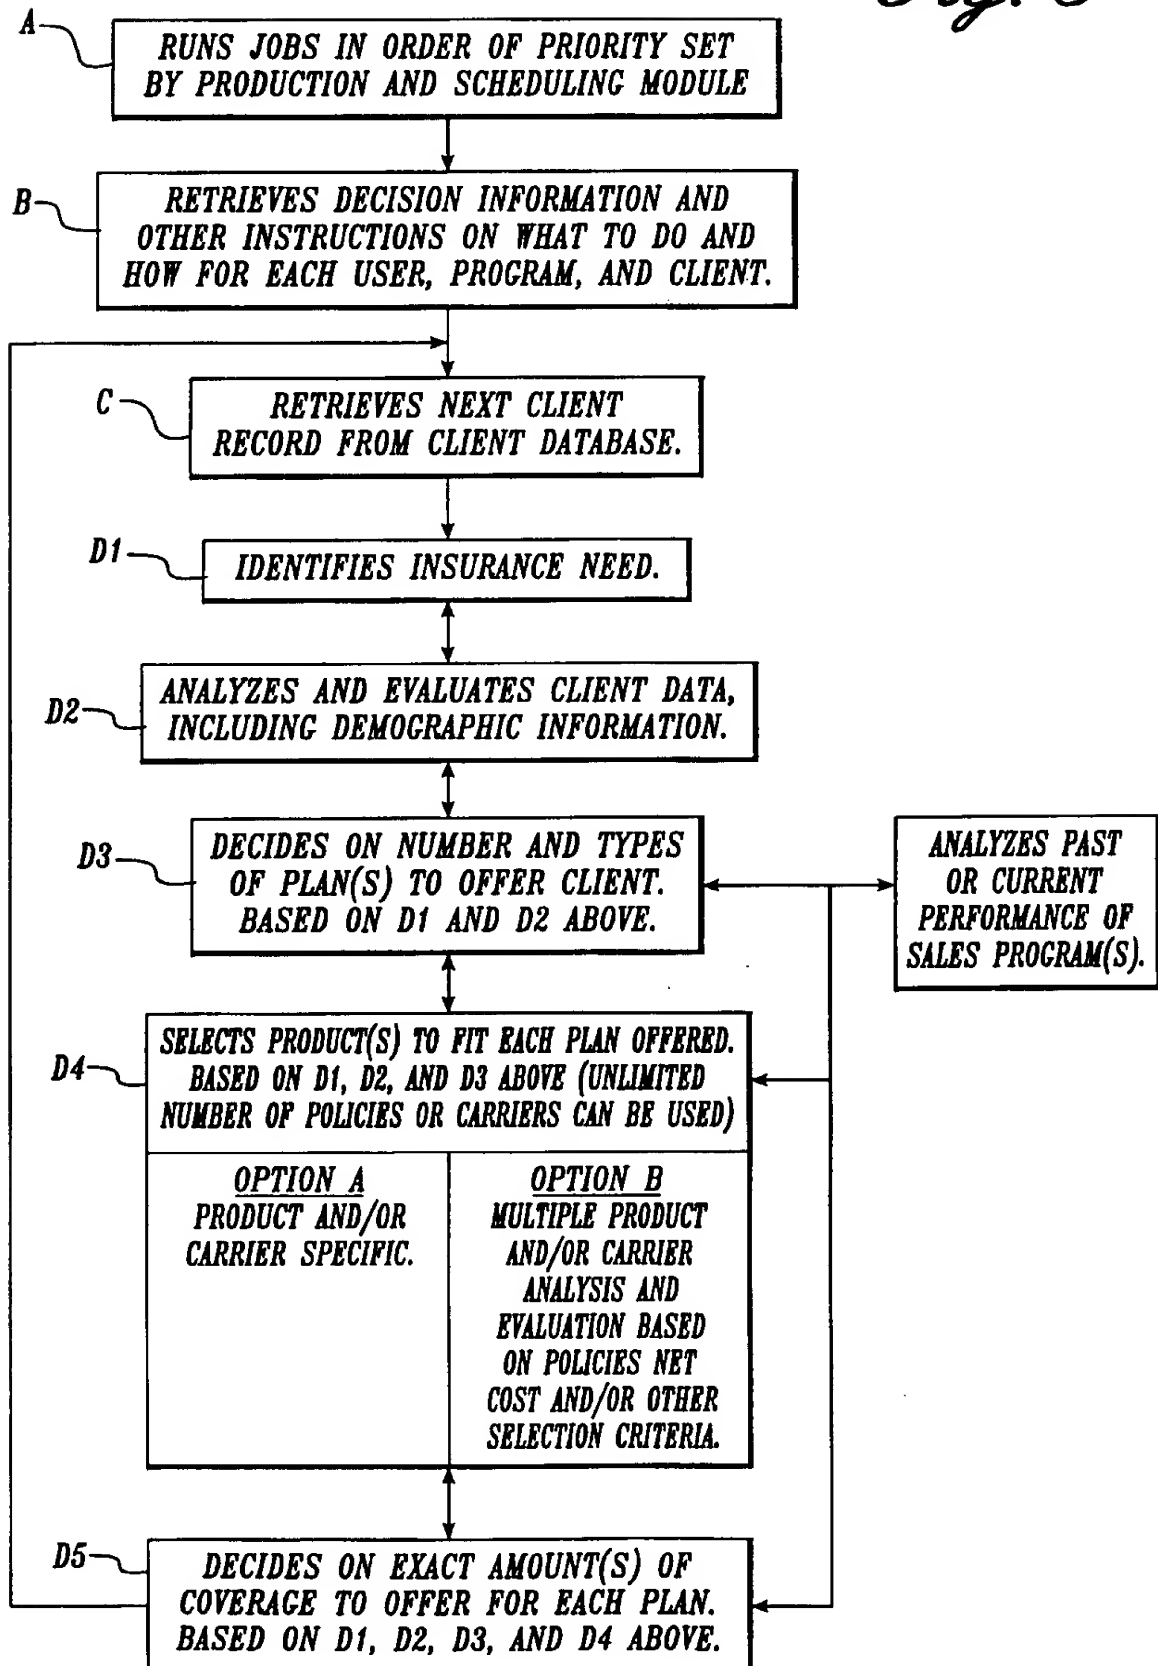 A
RUNS JOBS IN ORDER OF PRIORITY SET
BY PRODUCTION AND SCHEDULING MODULE
B
RETRIEVES DECISION INFORMATION AND
OTHER INSTRUCTIONS ON WHAT TO DO AND
HOW FOR EACH USER, PROGRAM, AND CLIENT.
C
RETRIEVES NEXT CLIENT
RECORD FROM CLIENT DATABASE.
D1
IDENTIFIES INSURANCE NEED.
D2
ANALYZES AND EVALUATES CLIENT DATA,
INCLUDING DEMOGRAPHIC INFORMATION.
D3
DECIDES ON NUMBER AND TYPES
OF PLAN(S) TO OFFER CLIENT.
BASED ON D1 AND D2 ABOVE.
ANALYZES PAST
OR CURRENT
PERFORMANCE OF
SALES PROGRAM(S).
D4
SELECTS PRODUCT(S) TO FIT EACH PLAN OFFERED.
BASED ON D1, D2, AND D3 ABOVE (UNLIMITED
NUMBER OF POLICIES OR CARRIERS CAN BE USED)
OPTION A
PRODUCT AND/OR
CARRIER SPECIFIC.
OPTION B
MULTIPLE PRODUCT
AND/OR CARRIER
ANALYSIS AND
EVALUATION BASED
ON POLICIES NET
COST AND/OR OTHER
SELECTION CRITERIA.
D5
DECIDES ON EXACT AMOUNT(S) OF
COVERAGE TO OFFER FOR EACH PLAN.
BASED ON D1, D2, D3, AND D4 ABOVE.